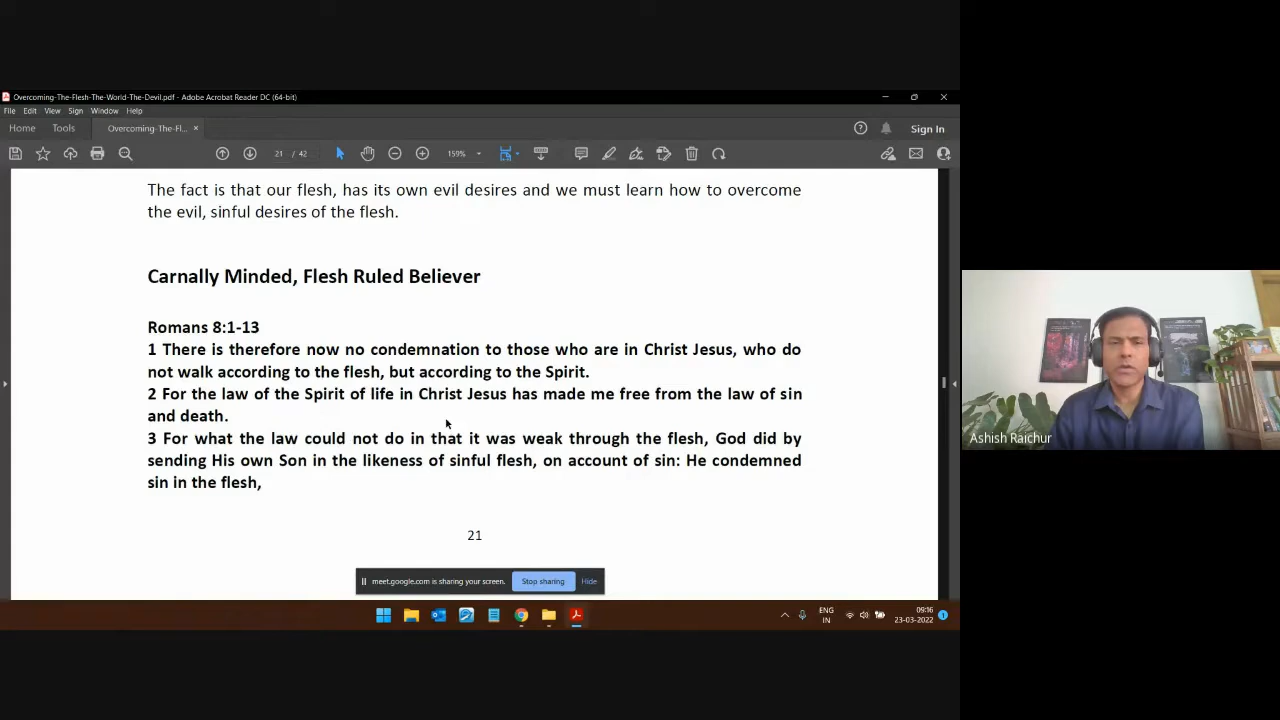 Overcoming-The-Flesh-The-World-The-Devil.pdf - Adobe Acrobat Reader DC (64-bit)
File Edit View Sign Window Help
Home Tools Overcoming-The-Fl... × Sign In
21 / 42 159%
The fact is that our flesh, has its own evil desires and we must learn how to overcome
the evil, sinful desires of the flesh.
Carnally Minded, Flesh Ruled Believer
Romans 8:1-13
1 There is therefore now no condemnation to those who are in Christ Jesus, who do
not walk according to the flesh, but according to the Spirit.
2 For the law of the Spirit of life in Christ Jesus has made me free from the law of sin
and death.
3 For what the law could not do in that it was weak through the flesh, God did by
sending His own Son in the likeness of sinful flesh, on account of sin: He condemned
sin in the flesh,
21
meet.google.com is sharing your screen. Stop sharing Hide
ENG
IN
09:16
23-03-2022
1
Ashish Raichur